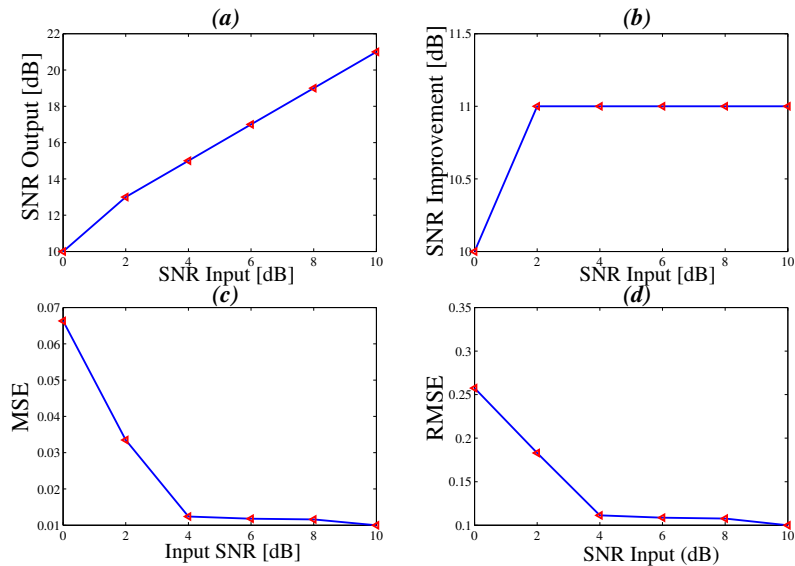 (a)
SNR Output [dB]
22
20
18
16
14
12
10
0 2 4 6 8 10
SNR Input [dB]
(b)
SNR Improvement [dB]
11.5
11
10.5
10
0 2 4 6 8 10
SNR Input [dB]
(c)
MSE
0.07
0.06
0.05
0.04
0.03
0.02
0.01
0 2 4 6 8 10
Input SNR [dB]
(d)
RMSE
0.35
0.3
0.25
0.2
0.15
0.1
0 2 4 6 8 10
SNR Input (dB)